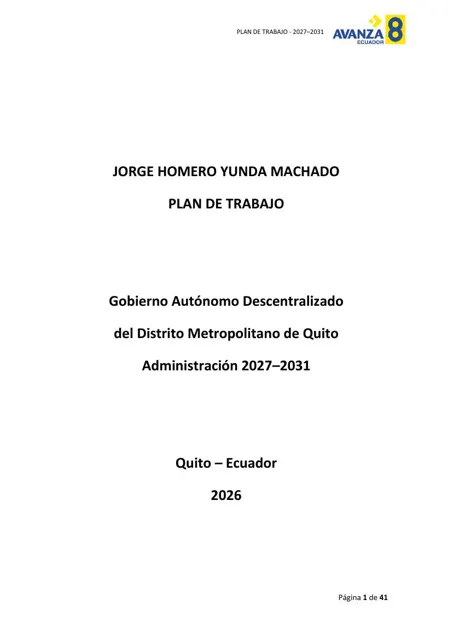 PLAN DE TRABAJO - 2027–2031
AVANZA 8
ECUADOR
JORGE HOMERO YUNDA MACHADO
PLAN DE TRABAJO
Gobierno Autónomo Descentralizado
del Distrito Metropolitano de Quito
Administración 2027–2031
Quito – Ecuador
2026
Página 1 de 41